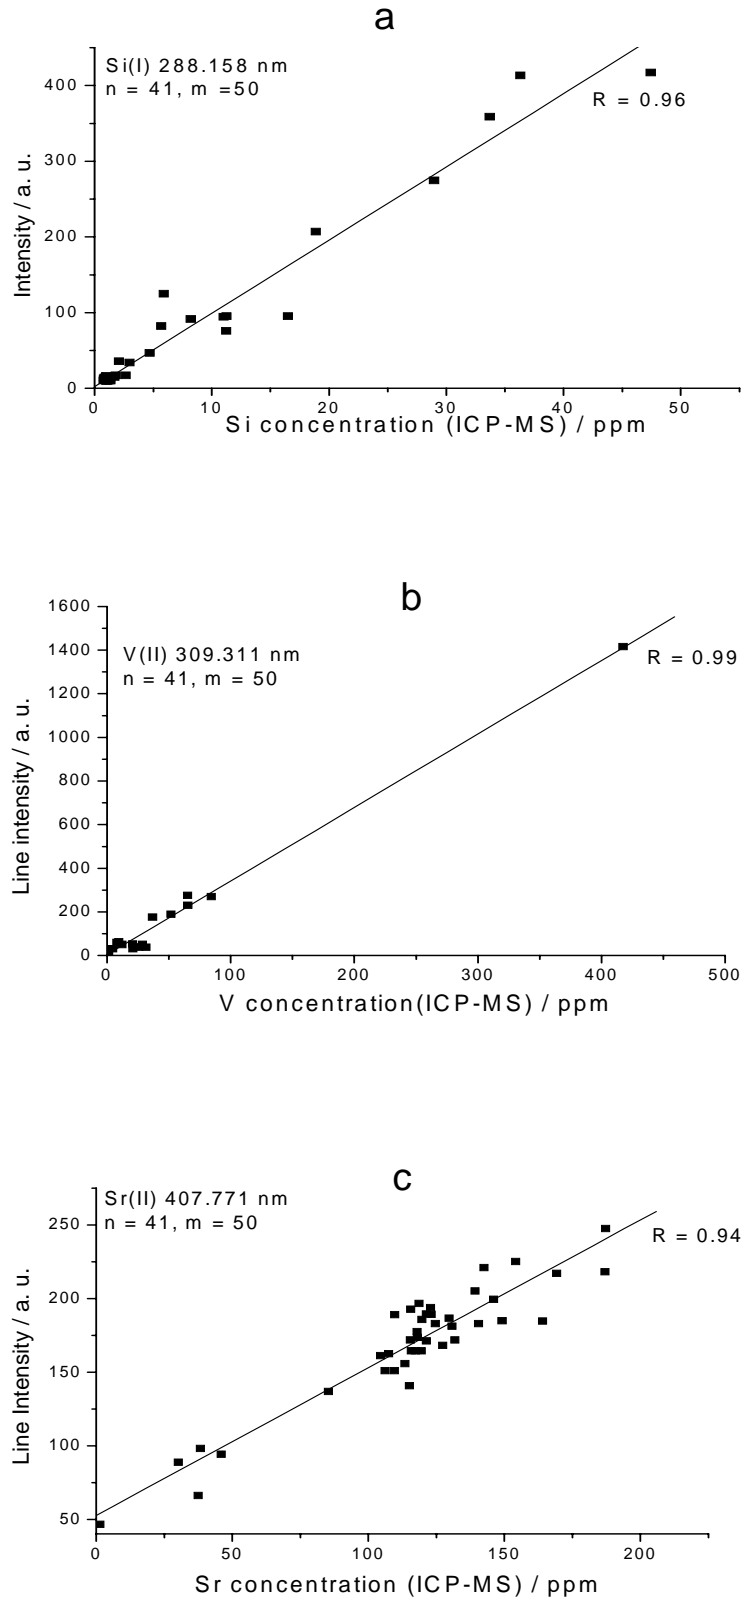 a
Si(I) 288.158 nm
n = 41, m =50
R = 0.96
Intensity / a. u.
400
300
200
100
0
0 10 20 30 40 50
Si concentration (ICP-MS) / ppm
b
V(II) 309.311 nm
n = 41, m = 50
R = 0.99
Line intensity / a. u.
1600
1400
1200
1000
800
600
400
200
0
0 100 200 300 400 500
V concentration(ICP-MS) / ppm
c
Sr(II) 407.771 nm
n = 41, m = 50
R = 0.94
Line Intensity / a. u.
250
200
150
100
50
0 50 100 150 200
Sr concentration (ICP-MS) / ppm